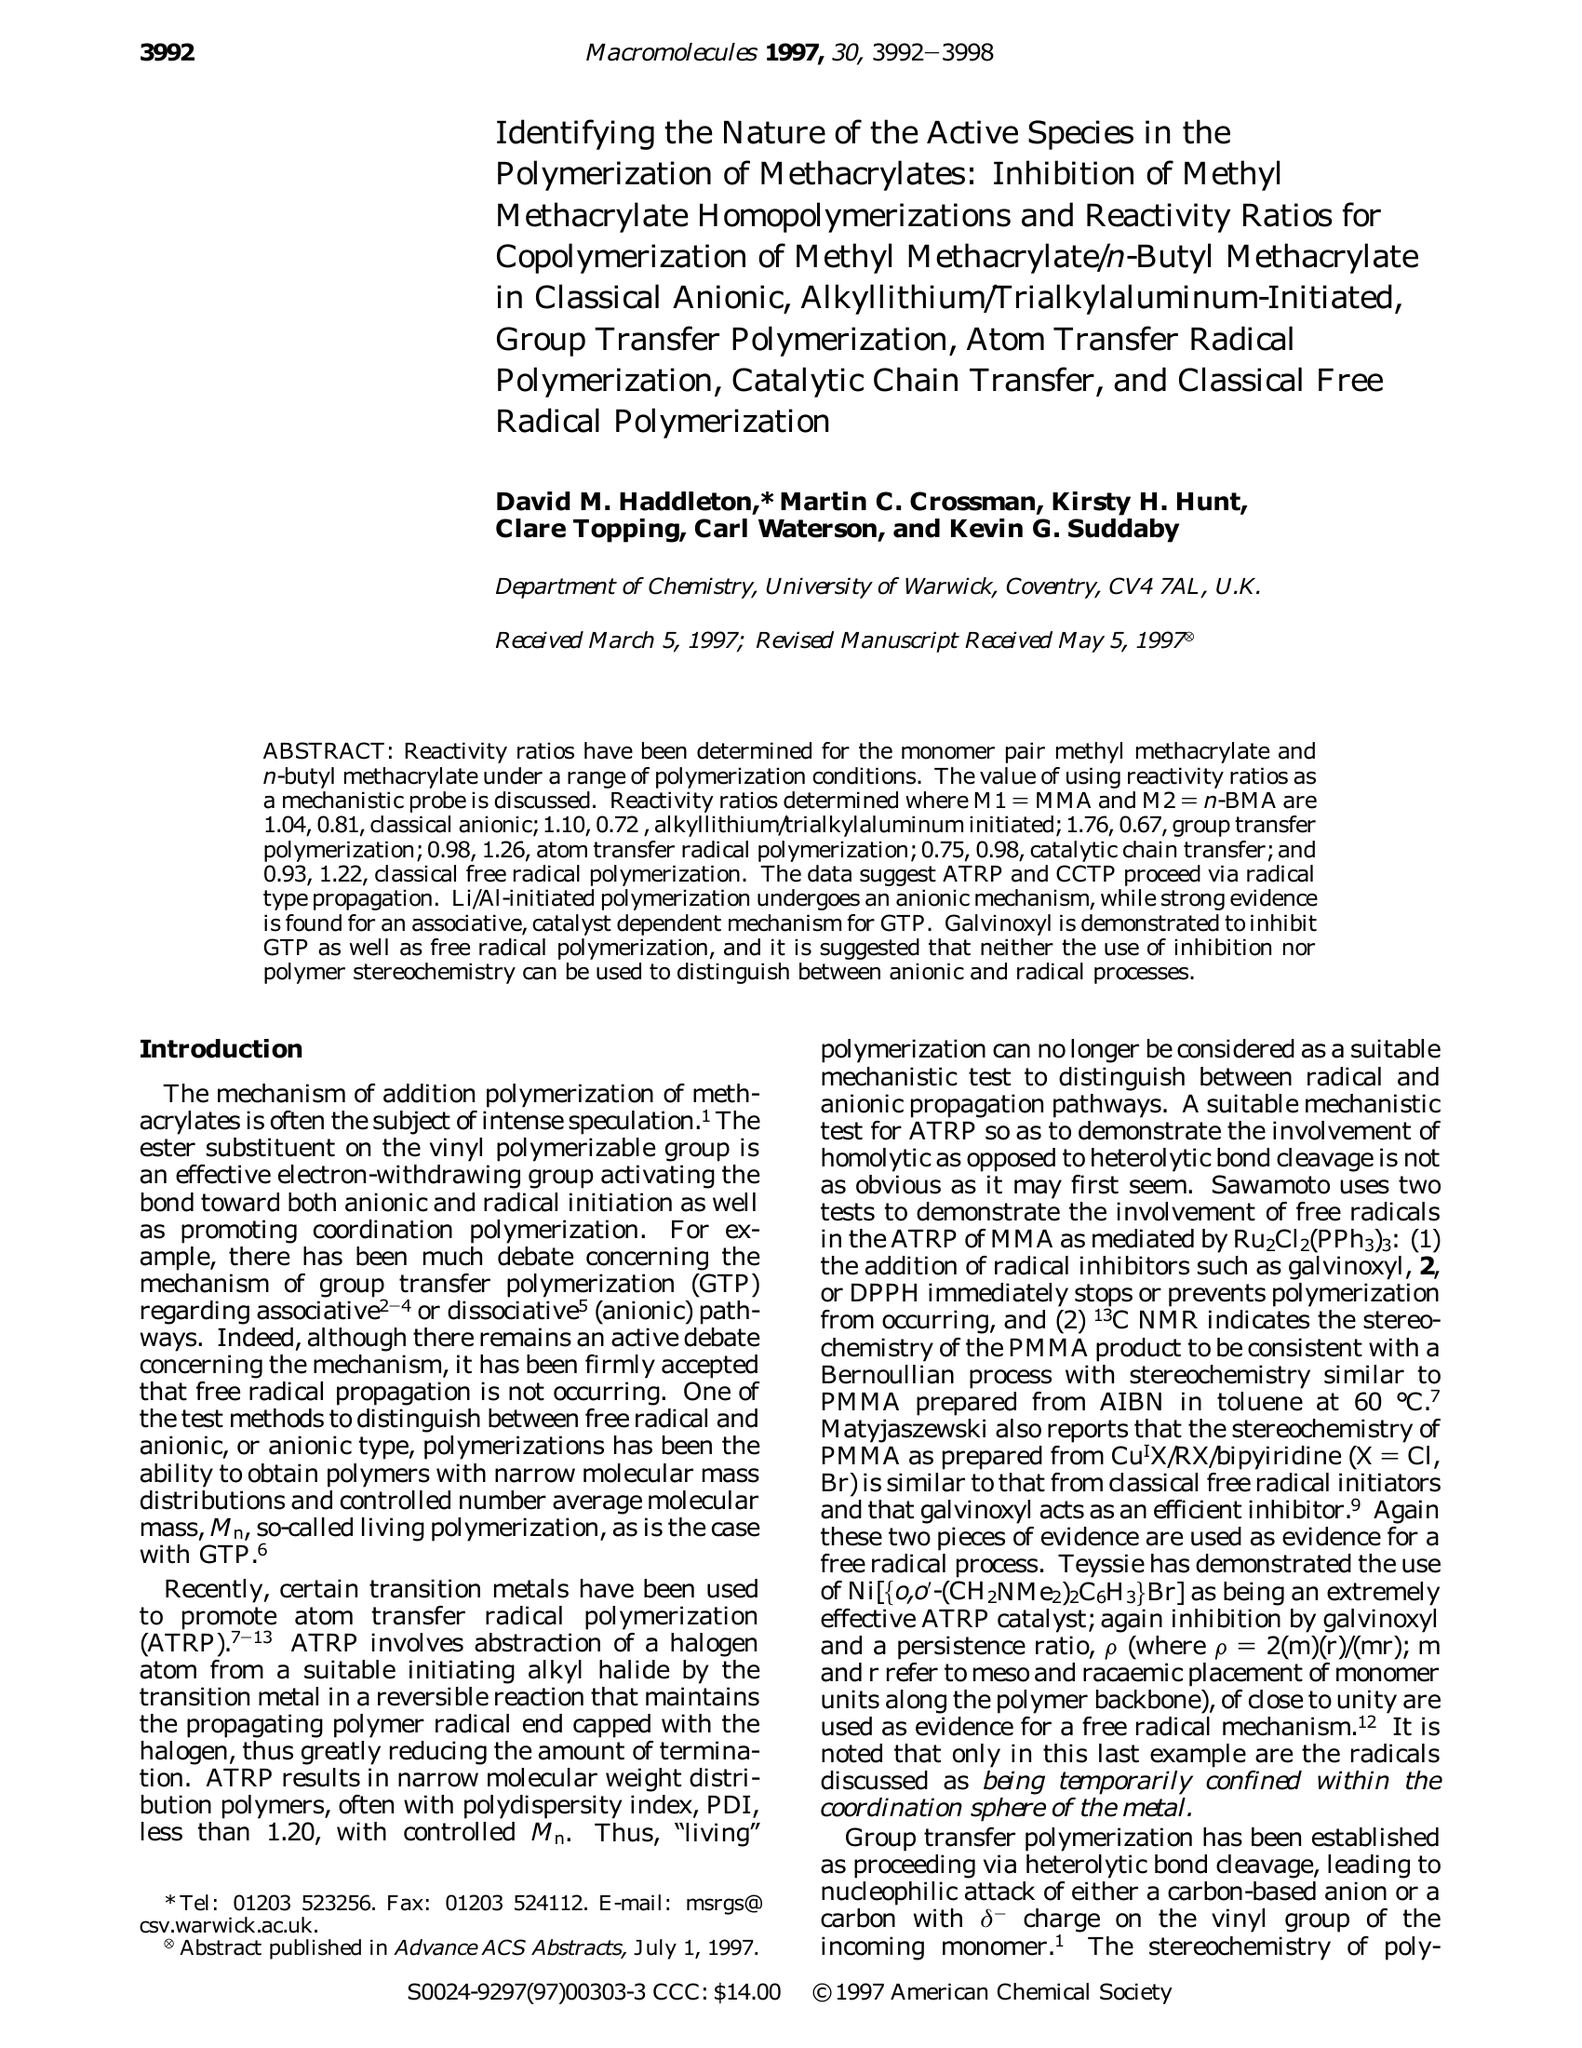 3992
Macromolecules 1997, 30, 3992−3998
Identifying the Nature of the Active Species in the
Polymerization of Methacrylates: Inhibition of Methyl
Methacrylate Homopolymerizations and Reactivity Ratios for
Copolymerization of Methyl Methacrylate/n-Butyl Methacrylate
in Classical Anionic, Alkyllithium/Trialkylaluminum-Initiated,
Group Transfer Polymerization, Atom Transfer Radical
Polymerization, Catalytic Chain Transfer, and Classical Free
Radical Polymerization
David M. Haddleton,* Martin C. Crossman, Kirsty H. Hunt,
Clare Topping, Carl Waterson, and Kevin G. Suddaby
Department of Chemistry, University of Warwick, Coventry, CV4 7AL, U.K.
Received March 5, 1997; Revised Manuscript Received May 5, 1997⊗
ABSTRACT: Reactivity ratios have been determined for the monomer pair methyl methacrylate and
n-butyl methacrylate under a range of polymerization conditions. The value of using reactivity ratios as
a mechanistic probe is discussed. Reactivity ratios determined where M1 = MMA and M2 = n-BMA are
1.04, 0.81, classical anionic; 1.10, 0.72 , alkyllithium/trialkylaluminum initiated; 1.76, 0.67, group transfer
polymerization; 0.98, 1.26, atom transfer radical polymerization; 0.75, 0.98, catalytic chain transfer; and
0.93, 1.22, classical free radical polymerization. The data suggest ATRP and CCTP proceed via radical
type propagation. Li/Al-initiated polymerization undergoes an anionic mechanism, while strong evidence
is found for an associative, catalyst dependent mechanism for GTP. Galvinoxyl is demonstrated to inhibit
GTP as well as free radical polymerization, and it is suggested that neither the use of inhibition nor
polymer stereochemistry can be used to distinguish between anionic and radical processes.
Introduction
The mechanism of addition polymerization of meth-
acrylates is often the subject of intense speculation.1 The
ester substituent on the vinyl polymerizable group is
an effective electron-withdrawing group activating the
bond toward both anionic and radical initiation as well
as promoting coordination polymerization. For ex-
ample, there has been much debate concerning the
mechanism of group transfer polymerization (GTP)
regarding associative2−4 or dissociative5 (anionic) path-
ways. Indeed, although there remains an active debate
concerning the mechanism, it has been firmly accepted
that free radical propagation is not occurring. One of
the test methods to distinguish between free radical and
anionic, or anionic type, polymerizations has been the
ability to obtain polymers with narrow molecular mass
distributions and controlled number average molecular
mass, Mn, so-called living polymerization, as is the case
with GTP.6
Recently, certain transition metals have been used
to promote atom transfer radical polymerization
(ATRP).7−13 ATRP involves abstraction of a halogen
atom from a suitable initiating alkyl halide by the
transition metal in a reversible reaction that maintains
the propagating polymer radical end capped with the
halogen, thus greatly reducing the amount of termina-
tion. ATRP results in narrow molecular weight distri-
bution polymers, often with polydispersity index, PDI,
less than 1.20, with controlled Mn. Thus, “living”
* Tel: 01203 523256. Fax: 01203 524112. E-mail: msrgs@
csv.warwick.ac.uk.
⊗ Abstract published in Advance ACS Abstracts, July 1, 1997.
polymerization can no longer be considered as a suitable
mechanistic test to distinguish between radical and
anionic propagation pathways. A suitable mechanistic
test for ATRP so as to demonstrate the involvement of
homolytic as opposed to heterolytic bond cleavage is not
as obvious as it may first seem. Sawamoto uses two
tests to demonstrate the involvement of free radicals
in the ATRP of MMA as mediated by Ru2Cl2(PPh3)3: (1)
the addition of radical inhibitors such as galvinoxyl, 2,
or DPPH immediately stops or prevents polymerization
from occurring, and (2) 13C NMR indicates the stereo-
chemistry of the PMMA product to be consistent with a
Bernoullian process with stereochemistry similar to
PMMA prepared from AIBN in toluene at 60 °C.7
Matyjaszewski also reports that the stereochemistry of
PMMA as prepared from CuIX/RX/bipyiridine (X = Cl,
Br) is similar to that from classical free radical initiators
and that galvinoxyl acts as an efficient inhibitor.9 Again
these two pieces of evidence are used as evidence for a
free radical process. Teyssie has demonstrated the use
of Ni[{o,o′-(CH2NMe2)2C6H3}Br] as being an extremely
effective ATRP catalyst; again inhibition by galvinoxyl
and a persistence ratio, ρ (where ρ = 2(m)(r)/(mr); m
and r refer to meso and racaemic placement of monomer
units along the polymer backbone), of close to unity are
used as evidence for a free radical mechanism.12 It is
noted that only in this last example are the radicals
discussed as being temporarily confined within the
coordination sphere of the metal.
Group transfer polymerization has been established
as proceeding via heterolytic bond cleavage, leading to
nucleophilic attack of either a carbon-based anion or a
carbon with δ− charge on the vinyl group of the
incoming monomer.1 The stereochemistry of poly-
S0024-9297(97)00303-3 CCC: $14.00 © 1997 American Chemical Society